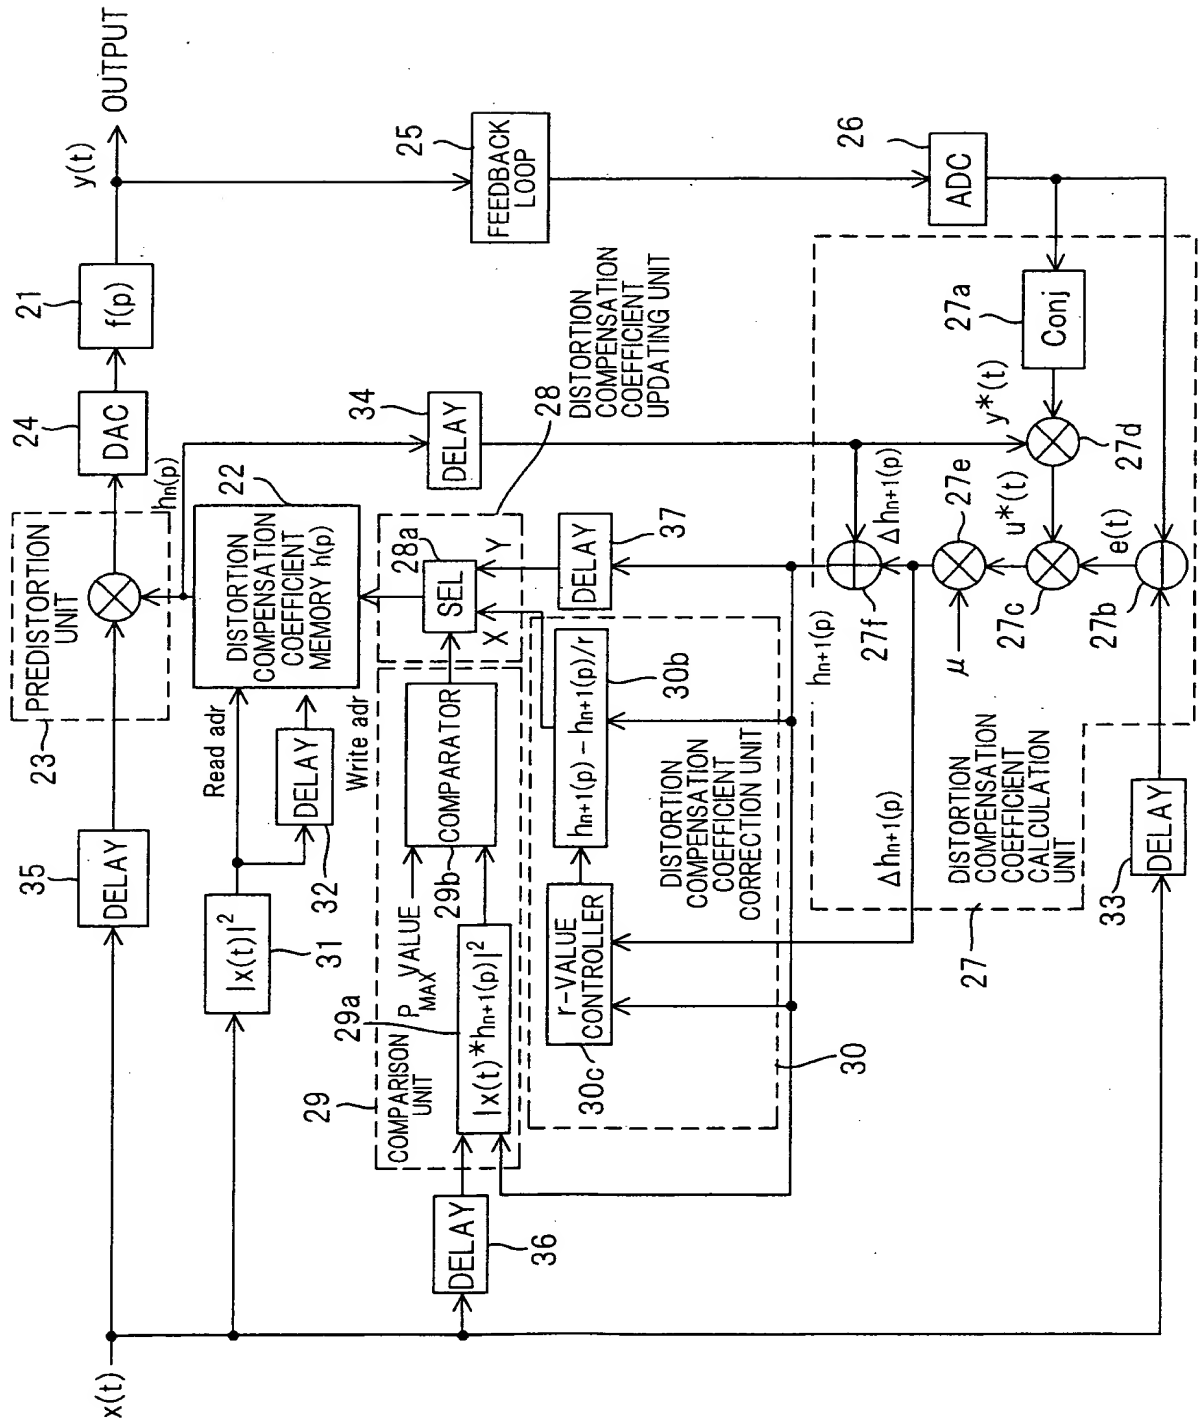 x(t)
35
DELAY
23
PREDISTORTION
UNIT
24
DAC
21
f(p)
y(t)
OUTPUT
hn(p)
|x(t)|²
31
Read adr
DELAY
32
Write adr
22
DISTORTION
COMPENSATION
COEFFICIENT
MEMORY h(p)
34
DELAY
25
FEEDBACK
LOOP
29
COMPARISON
UNIT
PMAX VALUE
29a
|x(t)*hn+1(p)|²
29b
COMPARATOR
28a
SEL
X
Y
28
DISTORTION
COMPENSATION
COEFFICIENT
UPDATING UNIT
DELAY
36
DELAY
37
r-VALUE
CONTROLLER
30c
hn+1(p) – hn+1(p)/r
30b
DISTORTION
COMPENSATION
COEFFICIENT
CORRECTION UNIT
30
hn+1(p)
Δhn+1(p)
27f
Δhn+1(p)
27e
μ
u*(t)
27c
y*(t)
27d
27a
Conj
26
ADC
e(t)
27b
DISTORTION
COMPENSATION
COEFFICIENT
CALCULATION
UNIT
27
33
DELAY